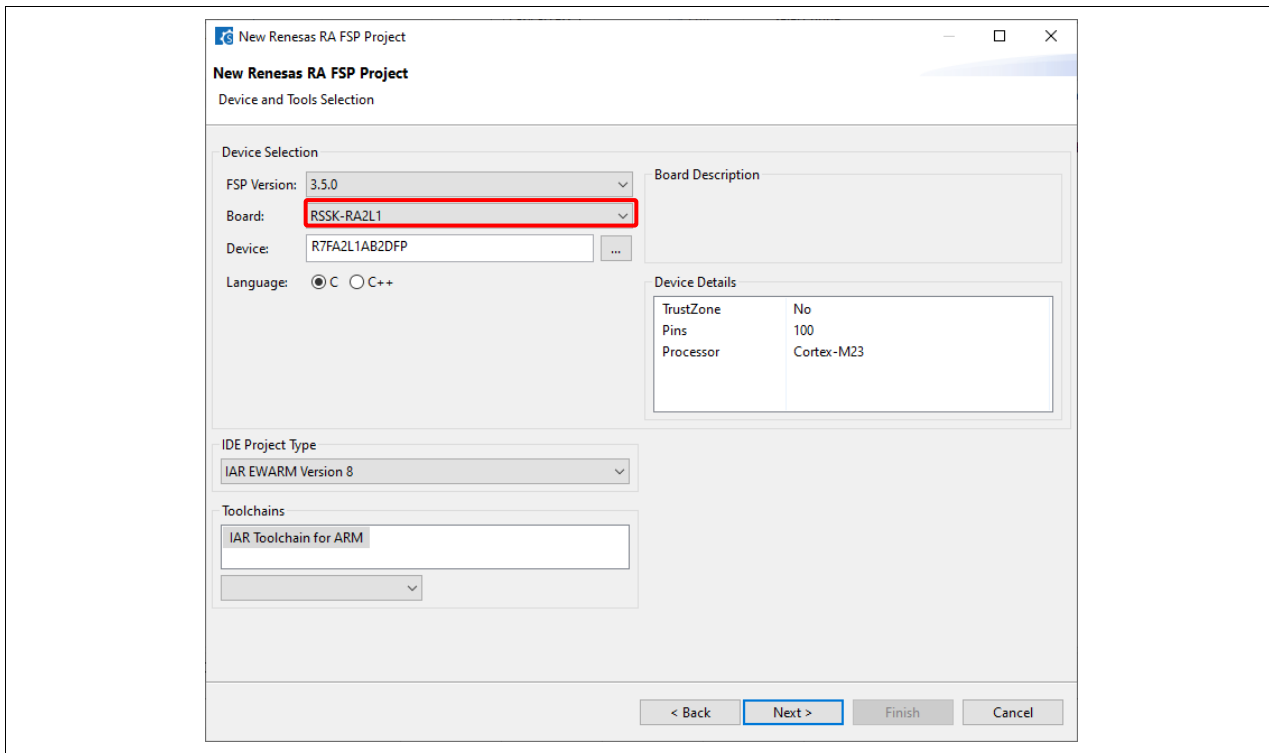 New Renesas RA FSP Project
New Renesas RA FSP Project
Device and Tools Selection
Device Selection
FSP Version: 3.5.0
Board: RSSK-RA2L1
Device: R7FA2L1AB2DFP ...
Language: C C++
Board Description
Device Details
TrustZone No
Pins 100
Processor Cortex-M23
IDE Project Type
IAR EWARM Version 8
Toolchains
IAR Toolchain for ARM
< Back Next > Finish Cancel